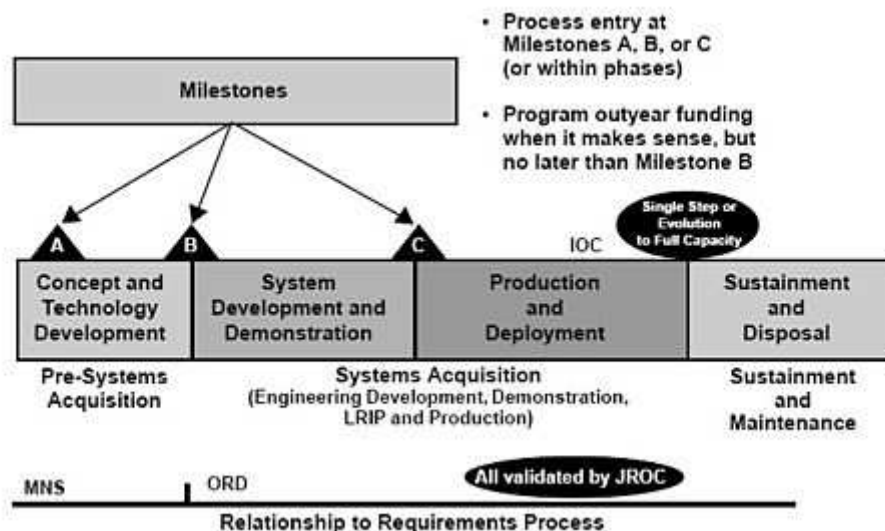 • Process entry at
Milestones A, B, or C
(or within phases)
• Program outyear funding
when it makes sense, but
no later than Milestone B
Milestones
Single Step or
Evolution
to Full Capacity
A
B
C
IOC
Concept and
Technology
Development
System
Development and
Demonstration
Production
and
Deployment
Sustainment
and
Disposal
Pre-Systems
Acquisition
Systems Acquisition
(Engineering Development, Demonstration,
LRIP and Production)
Sustainment
and
Maintenance
MNS
ORD
All validated by JROC
Relationship to Requirements Process